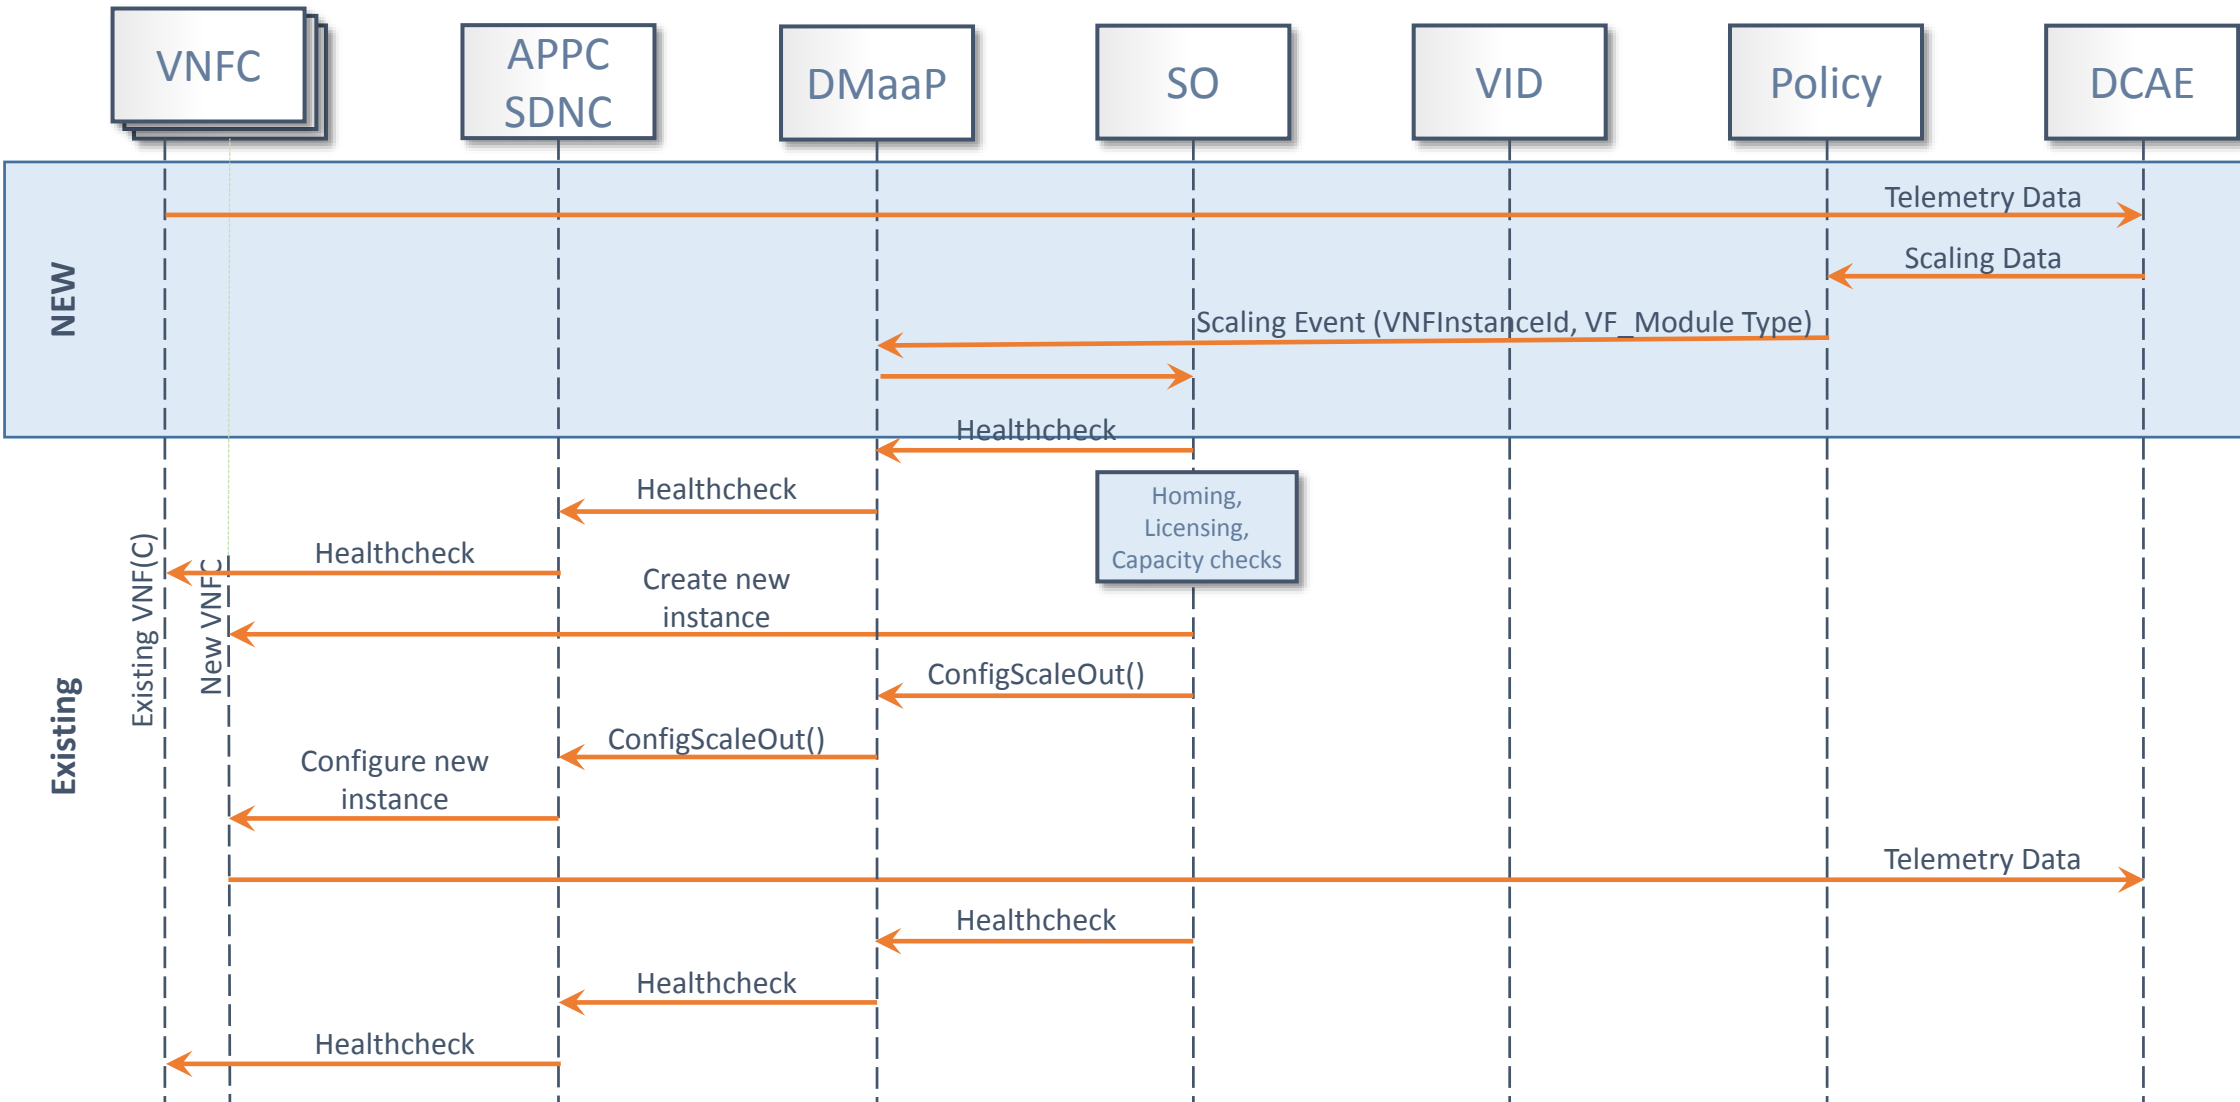 VNFC
APPC
SDNC
DMaaP
SO
VID
Policy
DCAE
NEW
Telemetry Data
Scaling Data
Scaling Event (VNFInstanceId, VF_Module Type)
Healthcheck
Healthcheck
Homing,
Licensing,
Capacity checks
Healthcheck
Create new
instance
Existing VNF(C)
New VNFC
Existing
ConfigScaleOut()
ConfigScaleOut()
Configure new
instance
Telemetry Data
Healthcheck
Healthcheck
Healthcheck